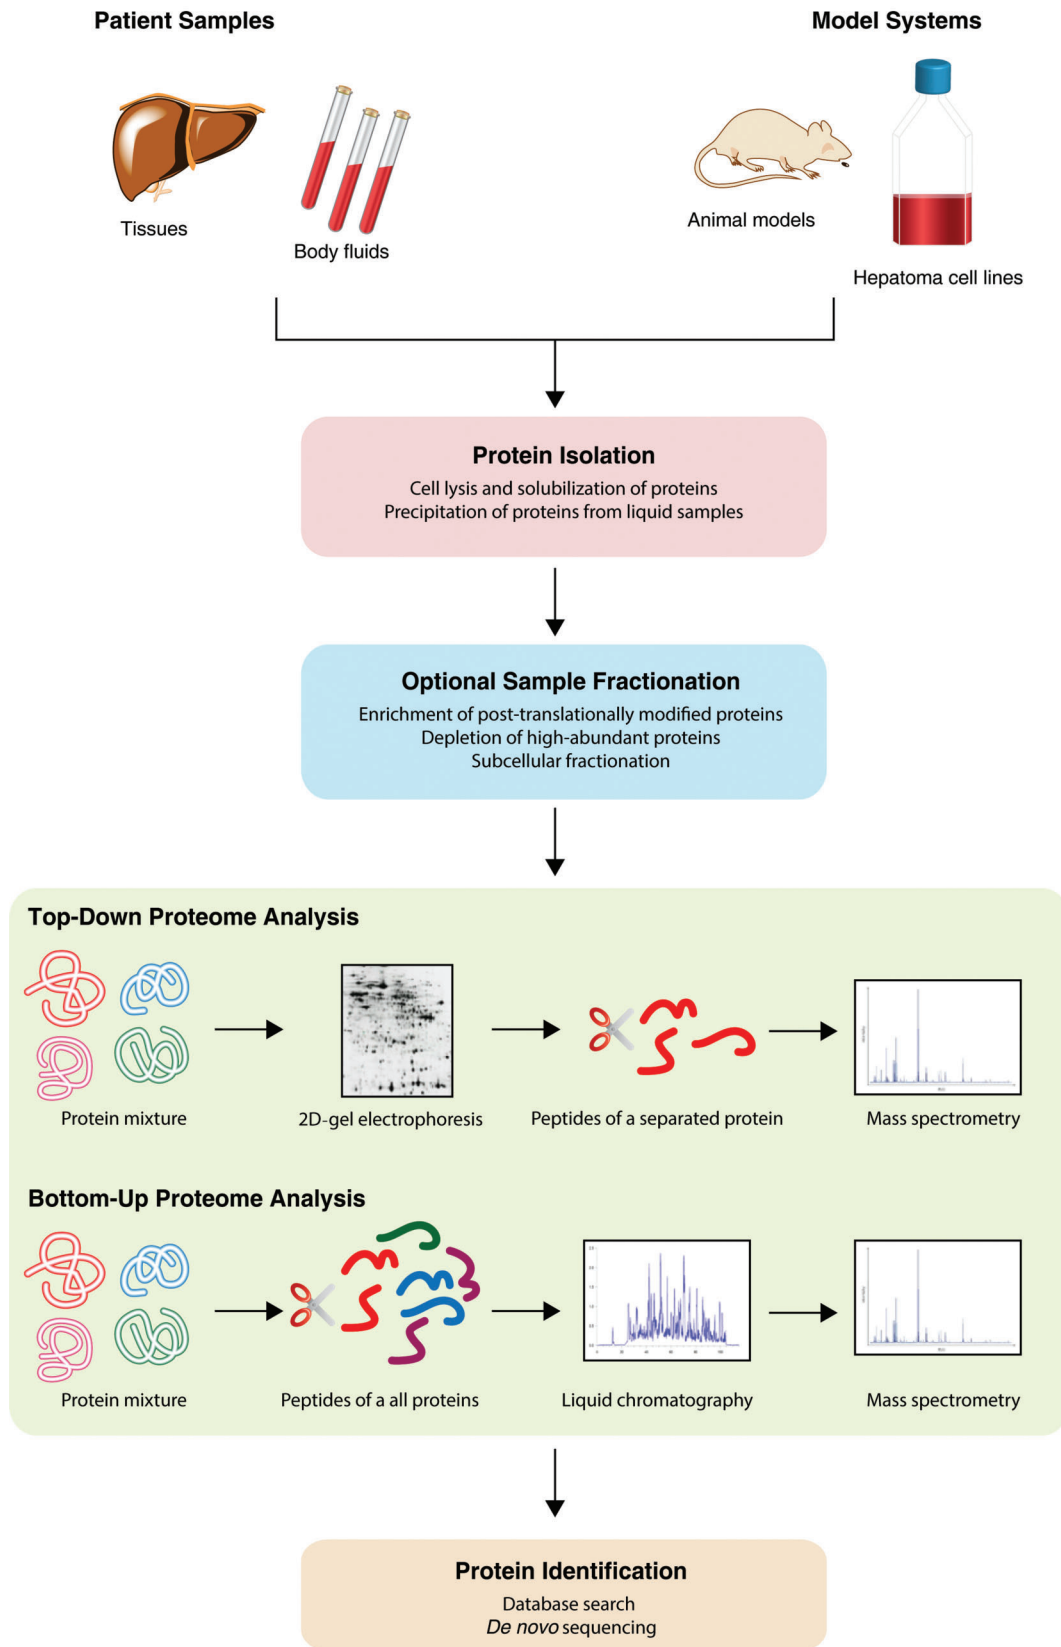 Patient Samples
Model Systems
Tissues
Body fluids
Animal models
Hepatoma cell lines
Protein Isolation
Cell lysis and solubilization of proteins
Precipitation of proteins from liquid samples
Optional Sample Fractionation
Enrichment of post-translationally modified proteins
Depletion of high-abundant proteins
Subcellular fractionation
Top-Down Proteome Analysis
Protein mixture
2D-gel electrophoresis
Peptides of a separated protein
Mass spectrometry
Bottom-Up Proteome Analysis
Protein mixture
Peptides of a all proteins
Liquid chromatography
Mass spectrometry
Protein Identification
Database search
De novo sequencing